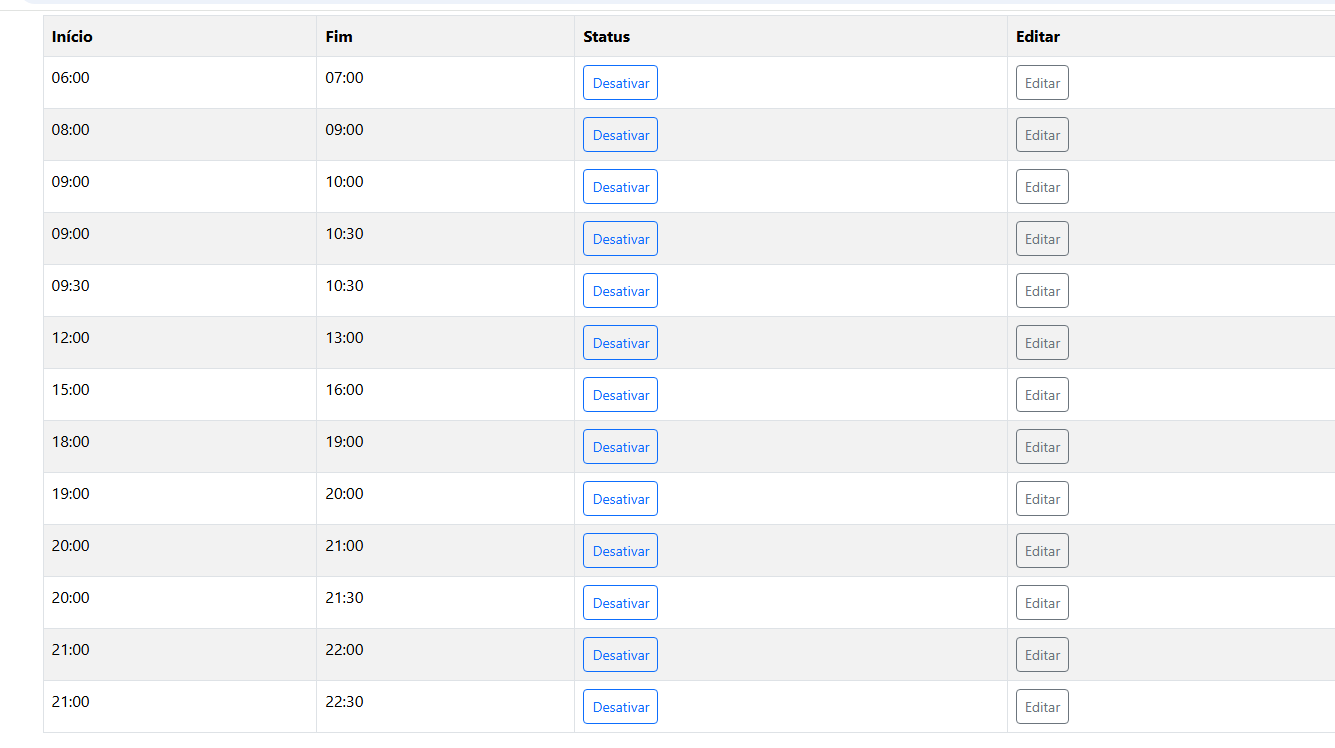 Início Fim Status Editar
06:00 07:00 Desativar Editar
08:00 09:00 Desativar Editar
09:00 10:00 Desativar Editar
09:00 10:30 Desativar Editar
09:30 10:30 Desativar Editar
12:00 13:00 Desativar Editar
15:00 16:00 Desativar Editar
18:00 19:00 Desativar Editar
19:00 20:00 Desativar Editar
20:00 21:00 Desativar Editar
20:00 21:30 Desativar Editar
21:00 22:00 Desativar Editar
21:00 22:30 Desativar Editar